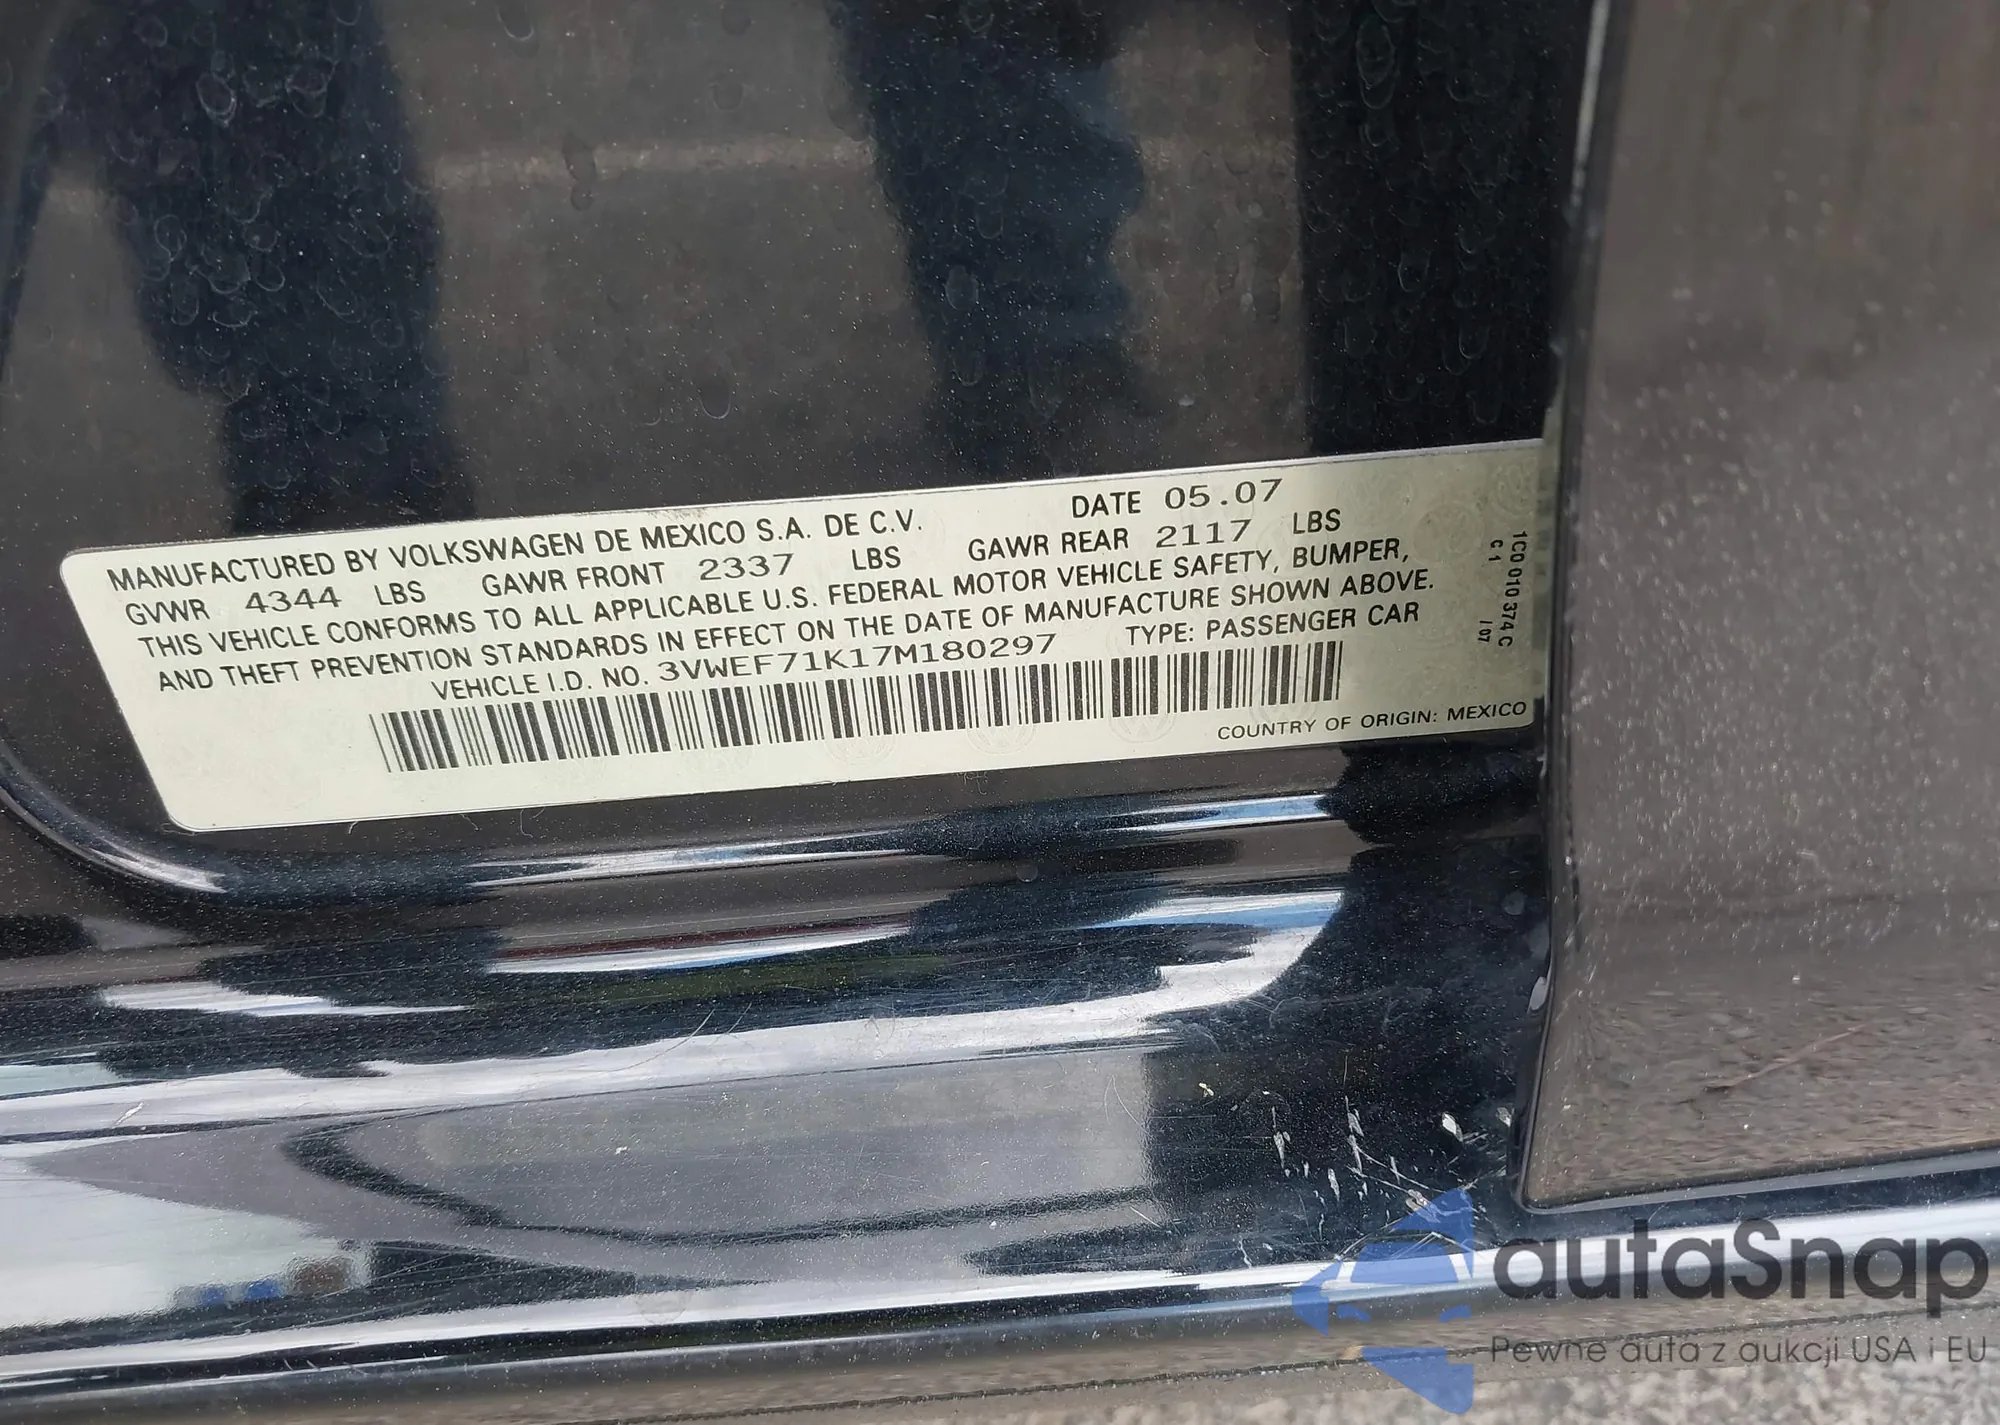 MANUFACTURED BY VOLKSWAGEN DE MEXICO S.A. DE C.V. DATE 05.07
GVWR 4344 LBS GAWR FRONT 2337 LBS GAWR REAR 2117 LBS
THIS VEHICLE CONFORMS TO ALL APPLICABLE U.S. FEDERAL MOTOR VEHICLE SAFETY, BUMPER,
AND THEFT PREVENTION STANDARDS IN EFFECT ON THE DATE OF MANUFACTURE SHOWN ABOVE.
VEHICLE I.D. NO. 3VWEF71K17M180297 TYPE: PASSENGER CAR
COUNTRY OF ORIGIN: MEXICO
1C0 010 374 C
C 1 / 07
autaSnap
Pewne auta z aukcji USA i EU